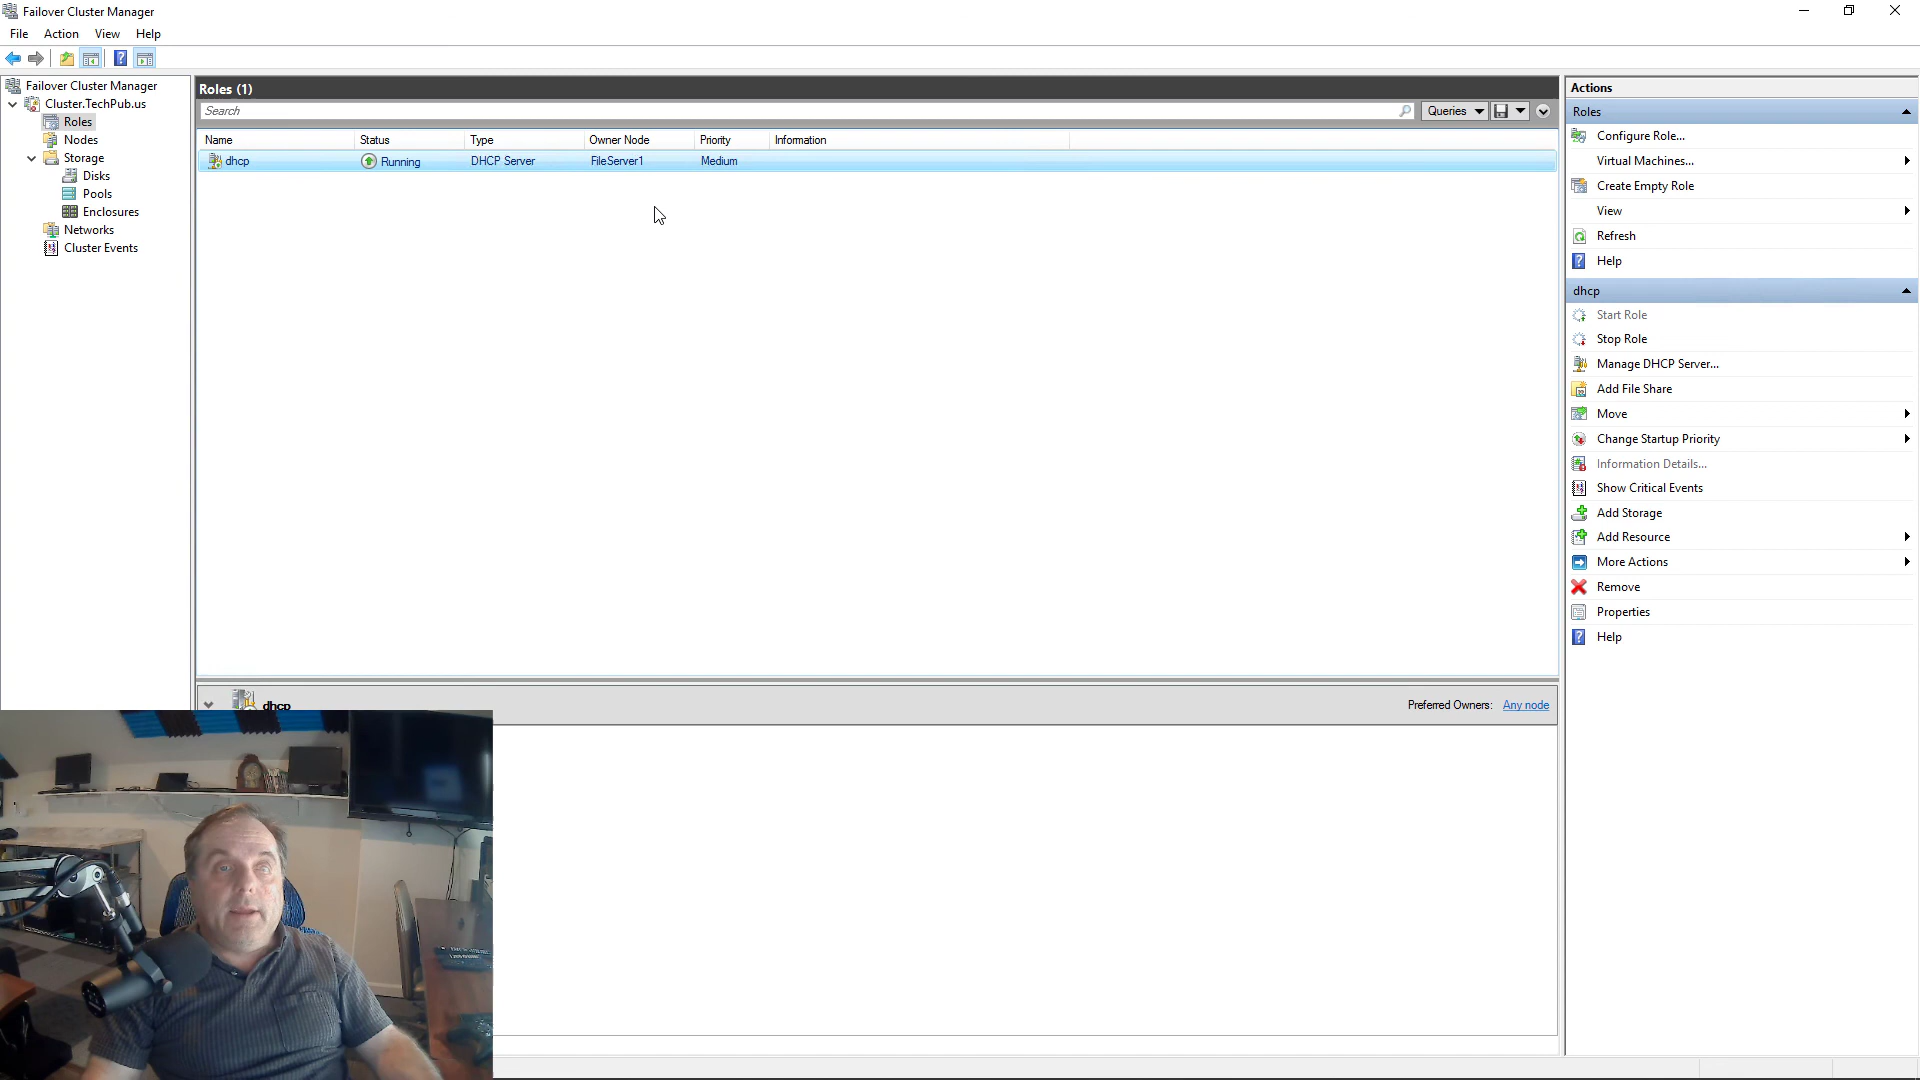 Failover Cluster Manager
File Action View Help
Failover Cluster Manager
Cluster.TechPub.us
Roles
Nodes
Storage
Disks
Pools
Enclosures
Networks
Cluster Events
Roles (1)
Search
Queries
Name Status Type Owner Node Priority Information
dhcp Running DHCP Server FileServer1 Medium
dhcp
Preferred Owners: Any node
Actions
Roles
Configure Role...
Virtual Machines...
Create Empty Role
View
Refresh
Help
dhcp
Start Role
Stop Role
Manage DHCP Server...
Add File Share
Move
Change Startup Priority
Information Details...
Show Critical Events
Add Storage
Add Resource
More Actions
Remove
Properties
Help